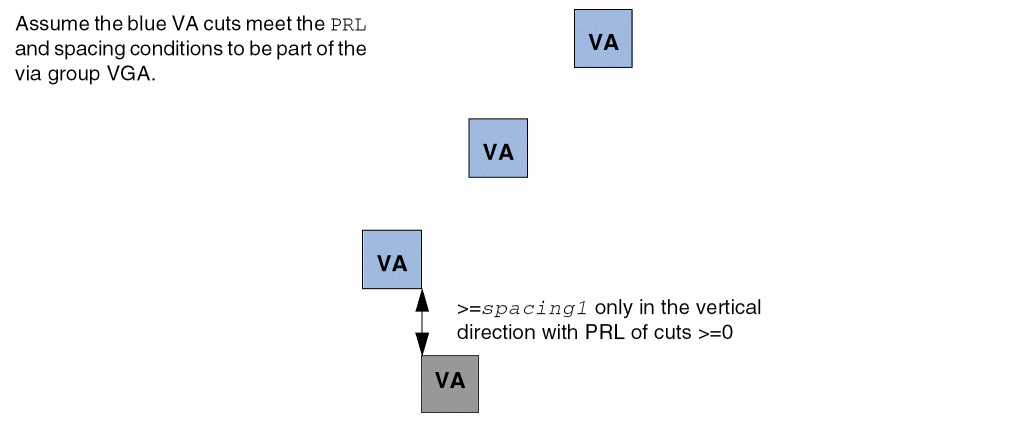 Assume the blue VA cuts meet the PRL
and spacing conditions to be part of the
via group VGA.
VA
VA
VA
>=spacing1 only in the vertical
direction with PRL of cuts >=0
VA